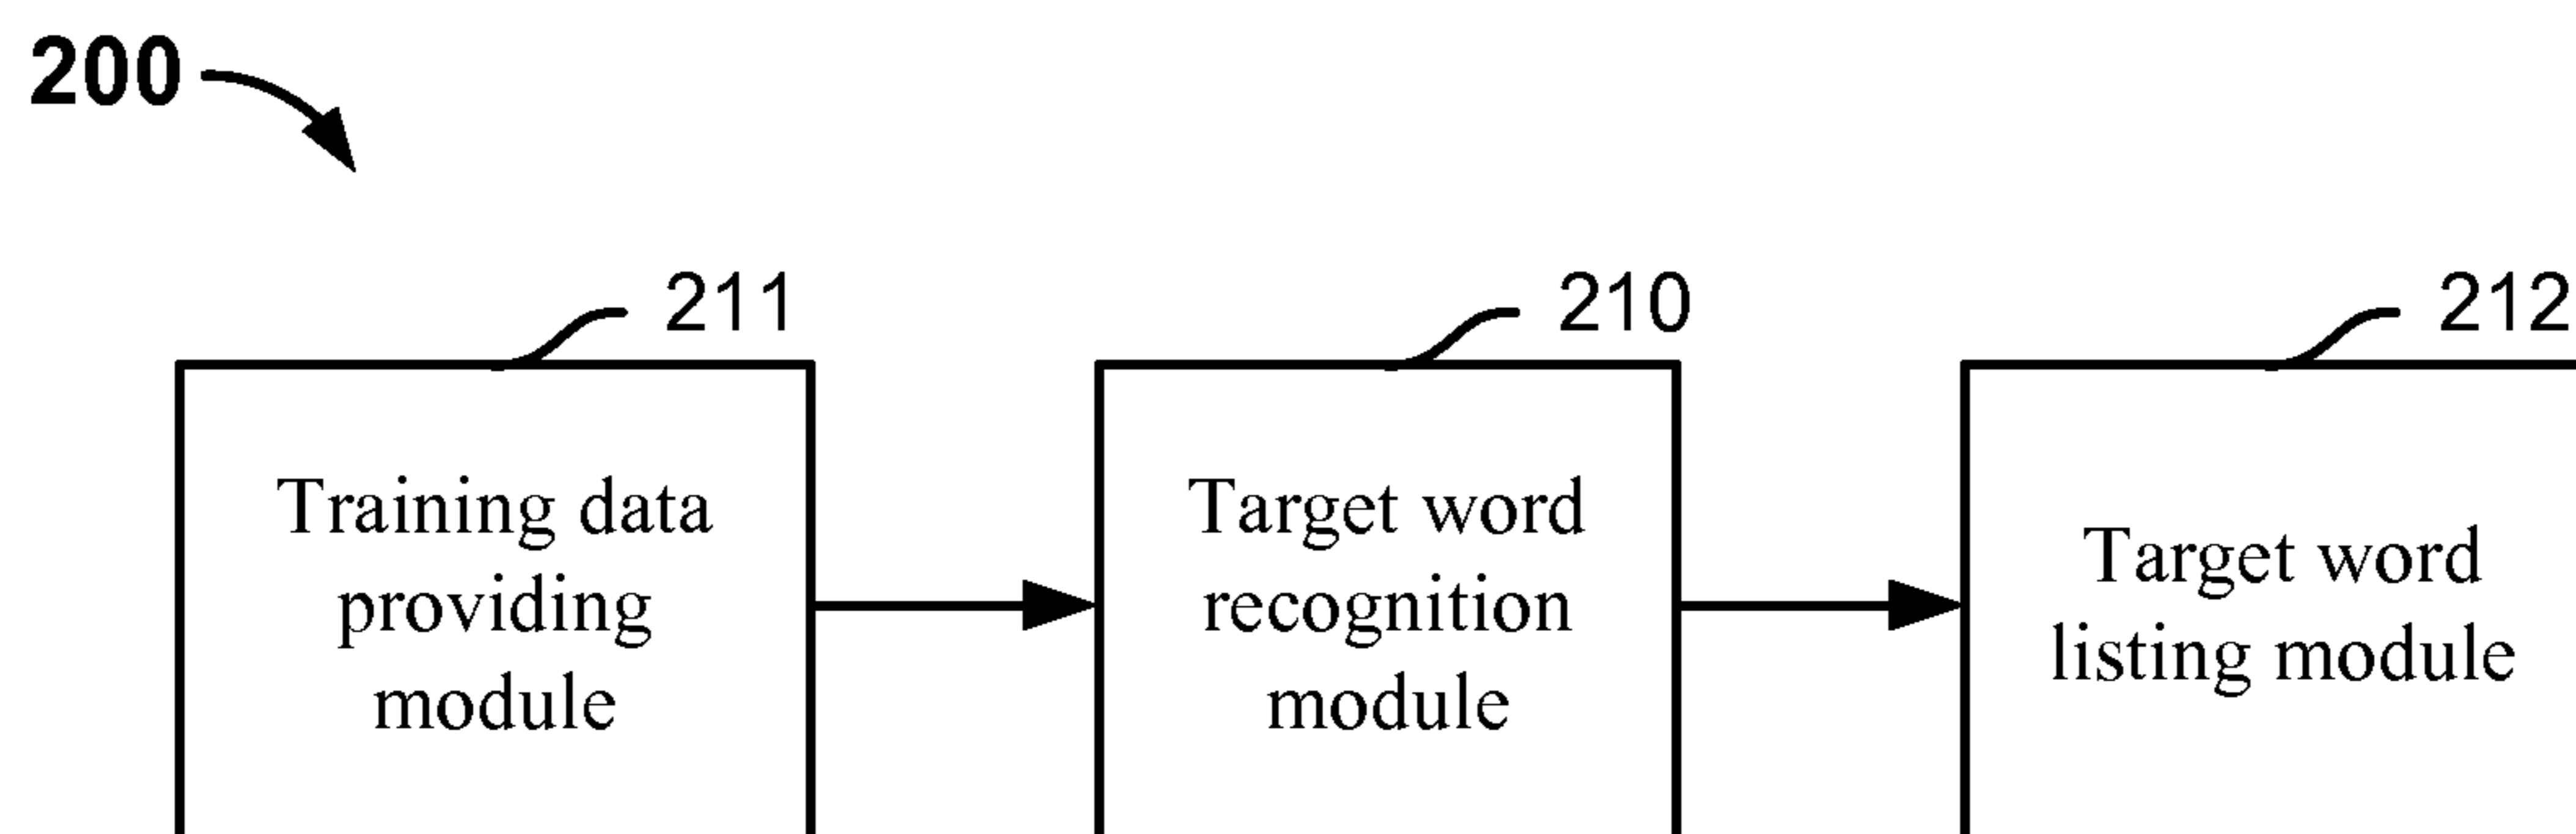 200
211
210
212
Training data
providing
module
Target word
recognition
module
Target word
listing module